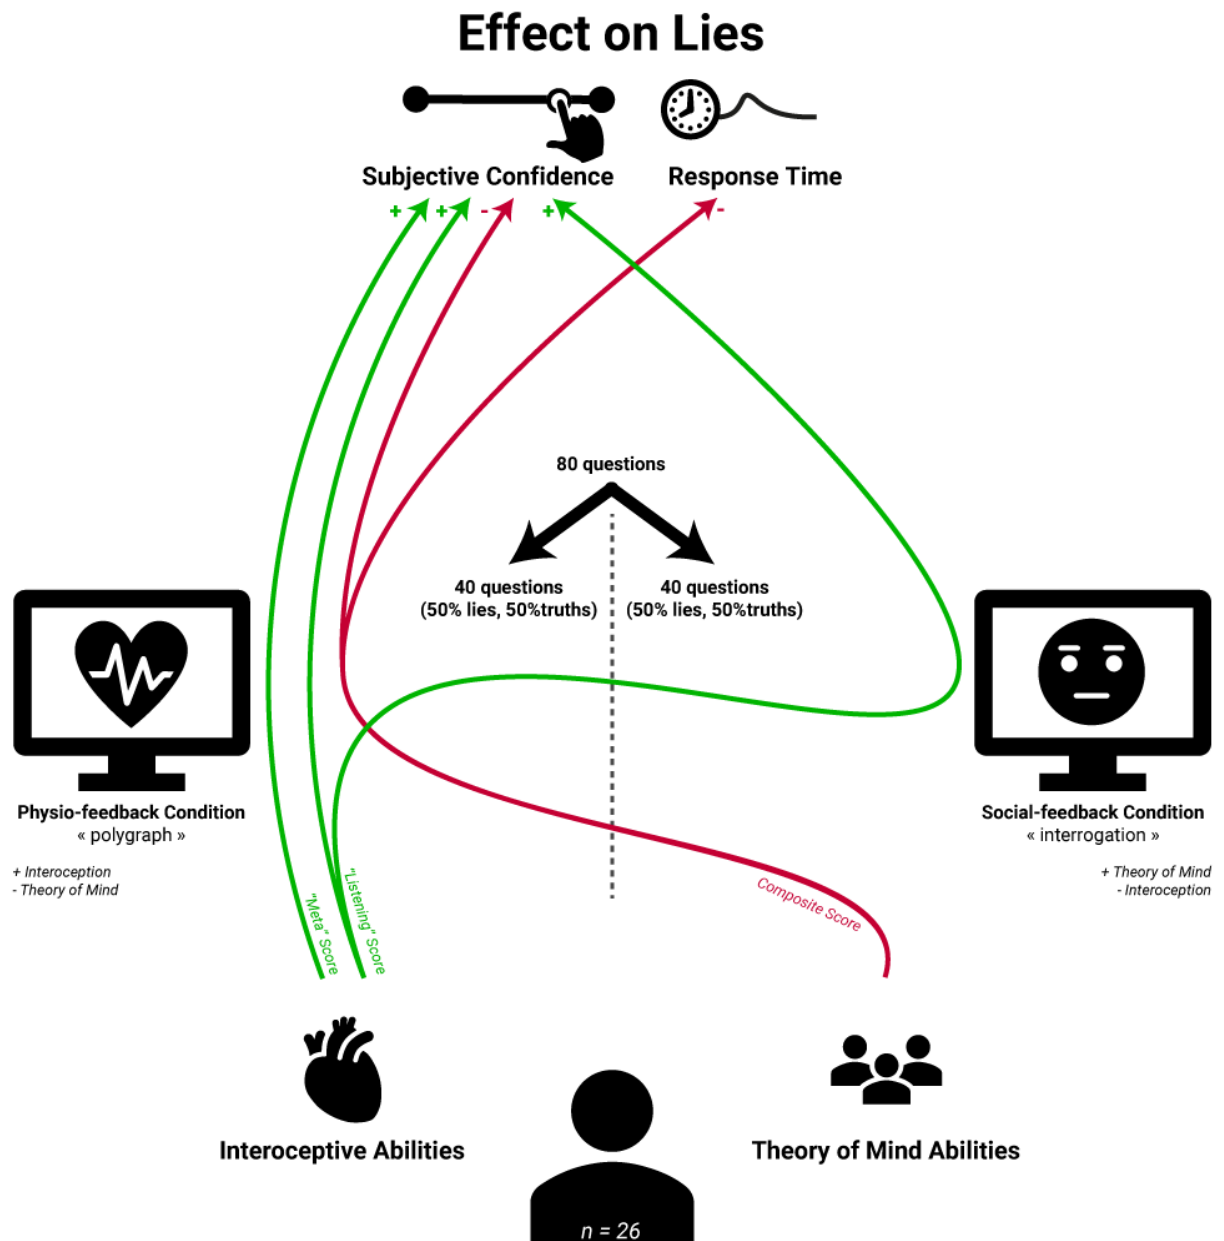 Effect on Lies
Subjective Confidence
Response Time
+
+
-
+
-
80 questions
40 questions
(50% lies, 50%truths)
40 questions
(50% lies, 50%truths)
Physio-feedback Condition
« polygraph »
+ Interoception
- Theory of Mind
Social-feedback Condition
« interrogation »
+ Theory of Mind
- Interoception
"Meta" Score
"Listening" Score
Composite Score
Interoceptive Abilities
Theory of Mind Abilities
n = 26